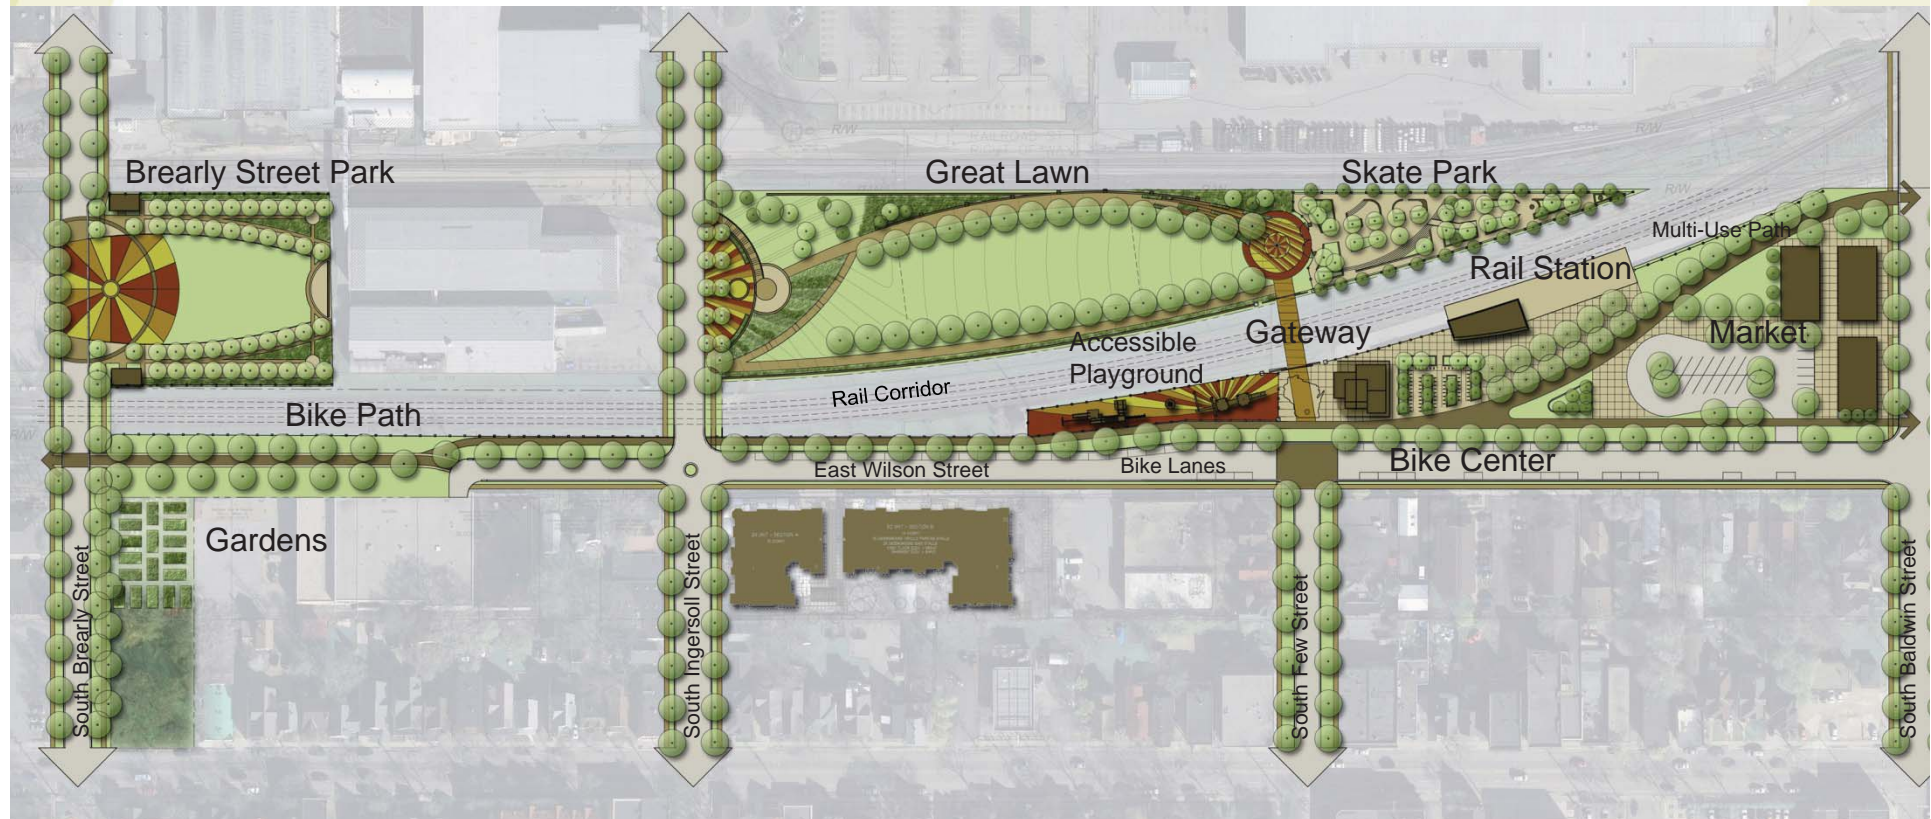 Brearly Street Park
Great Lawn
Skate Park
Multi-Use Path
Rail Station
Gateway
Market
Accessible
Playground
Rail Corridor
Bike Path
East Wilson Street
Bike Lanes
Bike Center
Gardens
South Brearly Street
South Ingersoll Street
South Few Street
South Baldwin Street
R/W
R/W
R/W
R/W